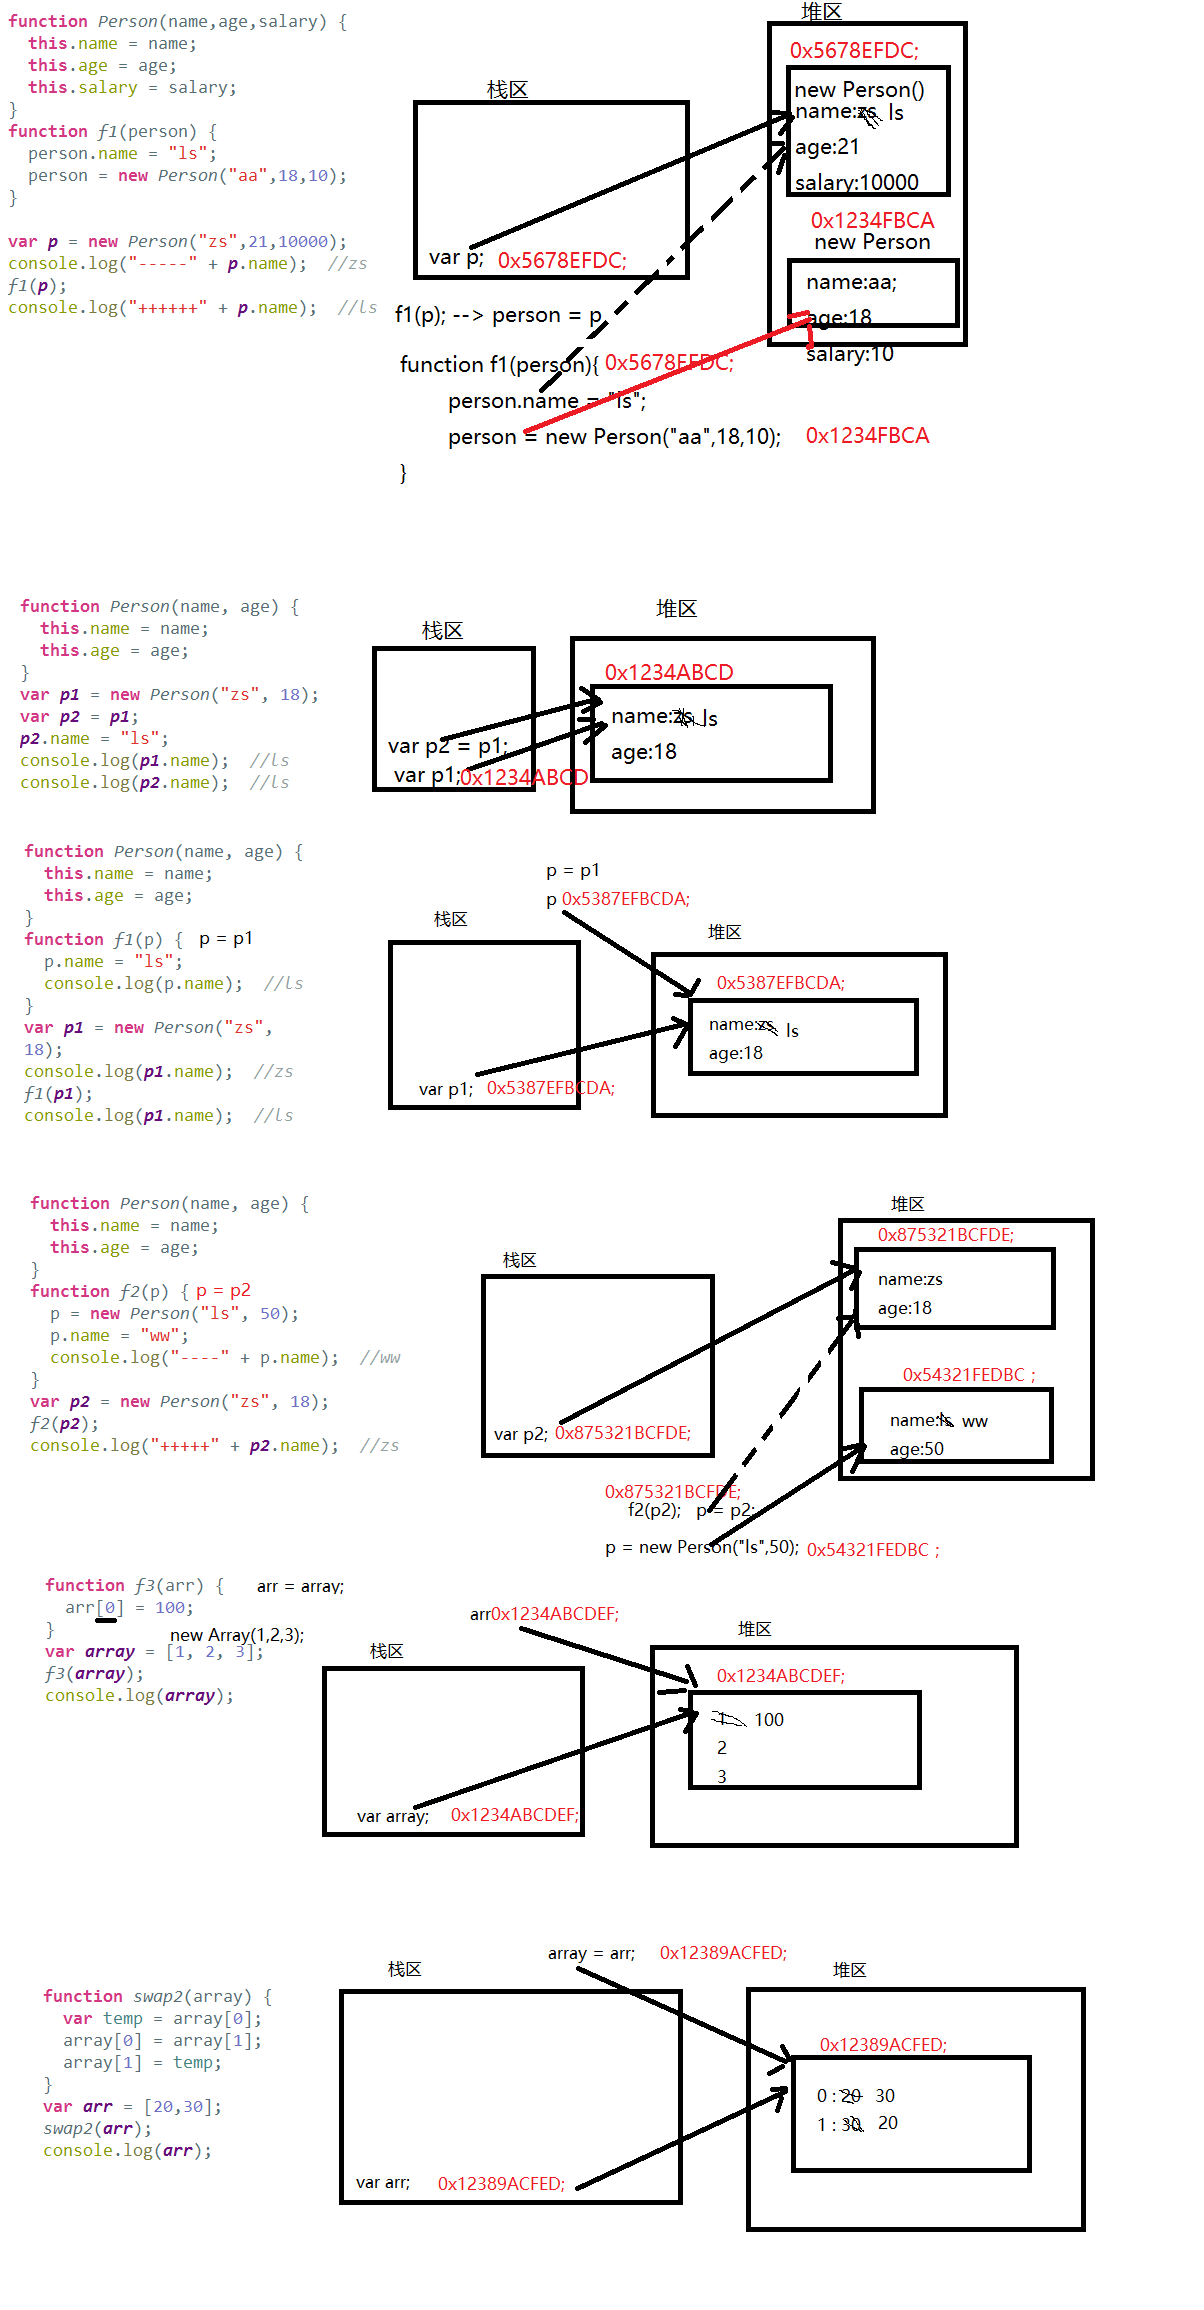 function Person(name,age,salary) {
this.name = name;
this.age = age;
this.salary = salary;
}
function f1(person) {
person.name = "ls";
person = new Person("aa",18,10);
}
var p = new Person("zs",21,10000);
console.log("-----" + p.name);  //zs
f1(p);
console.log("++++++" + p.name);  //ls
栈区
var p; 0x5678EFDC;
堆区
0x5678EFDC;
new Person()
name:zs ls
age:21
salary:10000
0x1234FBCA
new Person
name:aa;
age:18
salary:10
f1(p); --> person = p
function f1(person){ 0x5678EFDC;
person.name = "ls";
person = new Person("aa",18,10); 0x1234FBCA
}
function Person(name, age) {
this.name = name;
this.age = age;
}
var p1 = new Person("zs", 18);
var p2 = p1;
p2.name = "ls";
console.log(p1.name);  //ls
console.log(p2.name);  //ls
栈区
var p2 = p1;
var p1; 0x1234ABCD
堆区
0x1234ABCD
name:zs ls
age:18
function Person(name, age) {
this.name = name;
this.age = age;
}
function f1(p) { p = p1
p.name = "ls";
console.log(p.name);  //ls
}
var p1 = new Person("zs",
18);
console.log(p1.name);  //zs
f1(p1);
console.log(p1.name);  //ls
p = p1
p 0x5387EFBCDA;
栈区
var p1; 0x5387EFBCDA;
堆区
0x5387EFBCDA;
name:zs ls
age:18
function Person(name, age) {
this.name = name;
this.age = age;
}
function f2(p) { p = p2
p = new Person("ls", 50);
p.name = "ww";
console.log("----" + p.name);  //ww
}
var p2 = new Person("zs", 18);
f2(p2);
console.log("+++++" + p2.name);  //zs
栈区
var p2; 0x875321BCFDE;
堆区
0x875321BCFDE;
name:zs
age:18
0x54321FEDBC ;
name:ls ww
age:50
0x875321BCFDE;
f2(p2); p = p2;
p = new Person("ls",50); 0x54321FEDBC ;
function f3(arr) { arr = array;
arr[0] = 100;
}
new Array(1,2,3);
var array = [1, 2, 3];
f3(array);
console.log(array);
arr0x1234ABCDEF;
栈区
var array; 0x1234ABCDEF;
堆区
0x1234ABCDEF;
1 100
2
3
function swap2(array) {
var temp = array[0];
array[0] = array[1];
array[1] = temp;
}
var arr = [20,30];
swap2(arr);
console.log(arr);
array = arr; 0x12389ACFED;
栈区
var arr; 0x12389ACFED;
堆区
0x12389ACFED;
0 : 20 30
1 : 30 20